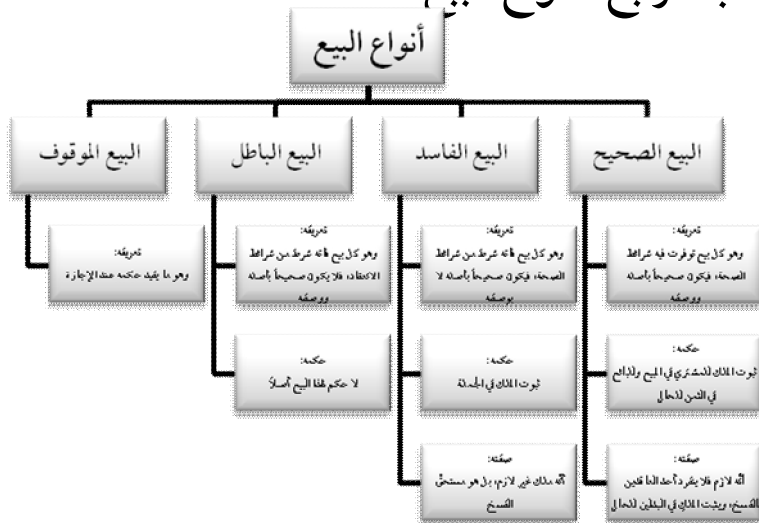 أنواع البيع
البيع الصحيح
البيع الفاسد
البيع الباطل
البيع الموقوف
تعريفه:
وهو كل بيع توفرت فيه شرائط
الصحة، فيكون صحيحاً بأصله
ووصفه
حكمه:
ثبوت الملك للمشتري في المبيع وللبائع
في الثمن للحال
صفته:
أنَّه لازم فلا ينفرد أحد العاقدين
بالفسخ، ويثبت الملك في البدلين للحال
تعريفه:
وهو كل بيع فاته شرط من شرائط
الصحة، فيكون صحيحاً بأصله لا
بوصفه
حكمه:
ثبوت الملك في الجملة
صفته:
أنَّه ملك غير لازم، بل هو مستحقّ
الفسخ
تعريفه:
وهو كل بيع فاته شرط من شرائط
الانعقاد، فلا يكون صحيحاً بأصله
ووصفه
حكمه:
لا حكم لهذا البيع أصلاً
تعريفه:
وهو ما يفيد حكمه عند الإجازة